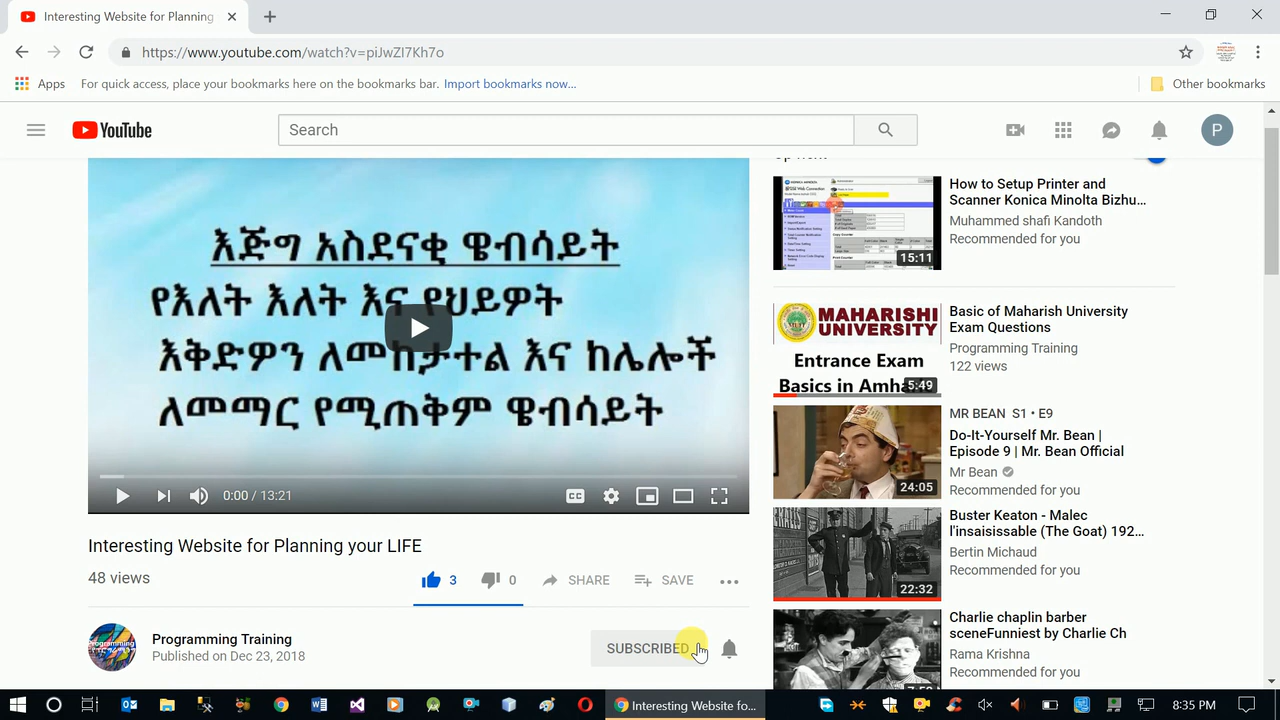 Interesting Website for Planning
https://www.youtube.com/watch?v=piJwZI7Kh7o
Apps For quick access, place your bookmarks here on the bookmarks bar. Import bookmarks now...
Other bookmarks
YouTube
Search
P
እጅግ አስደናቂ ዌብሳይት
የእለት እለት እና የህይዎት
እቅድዎን ለመከታተል እና ከሌሎች
ለመማር የሚጠቅም ዌብሳይት
0:00 / 13:21
Interesting Website for Planning your LIFE
48 views
3
0
SHARE
SAVE
Programming Training
Published on Dec 23, 2018
SUBSCRIBED
How to Setup Printer and
Scanner Konica Minolta Bizhu...
Muhammed shafi Kandoth
Recommended for you
15:11
MAHARISHI
UNIVERSITY
Entrance Exam
Basics in
5:49
Basic of Maharish University
Exam Questions
Programming Training
122 views
MR BEAN S1 • E9
Do-It-Yourself Mr. Bean |
Episode 9 | Mr. Bean Official
Mr Bean
Recommended for you
24:05
Buster Keaton - Malec
l'insaisissable (The Goat) 192...
Bertin Michaud
Recommended for you
22:32
Charlie chaplin barber
sceneFunniest by Charlie Ch
Rama Krishna
Recommended for you
Interesting Website fo...
8:35 PM